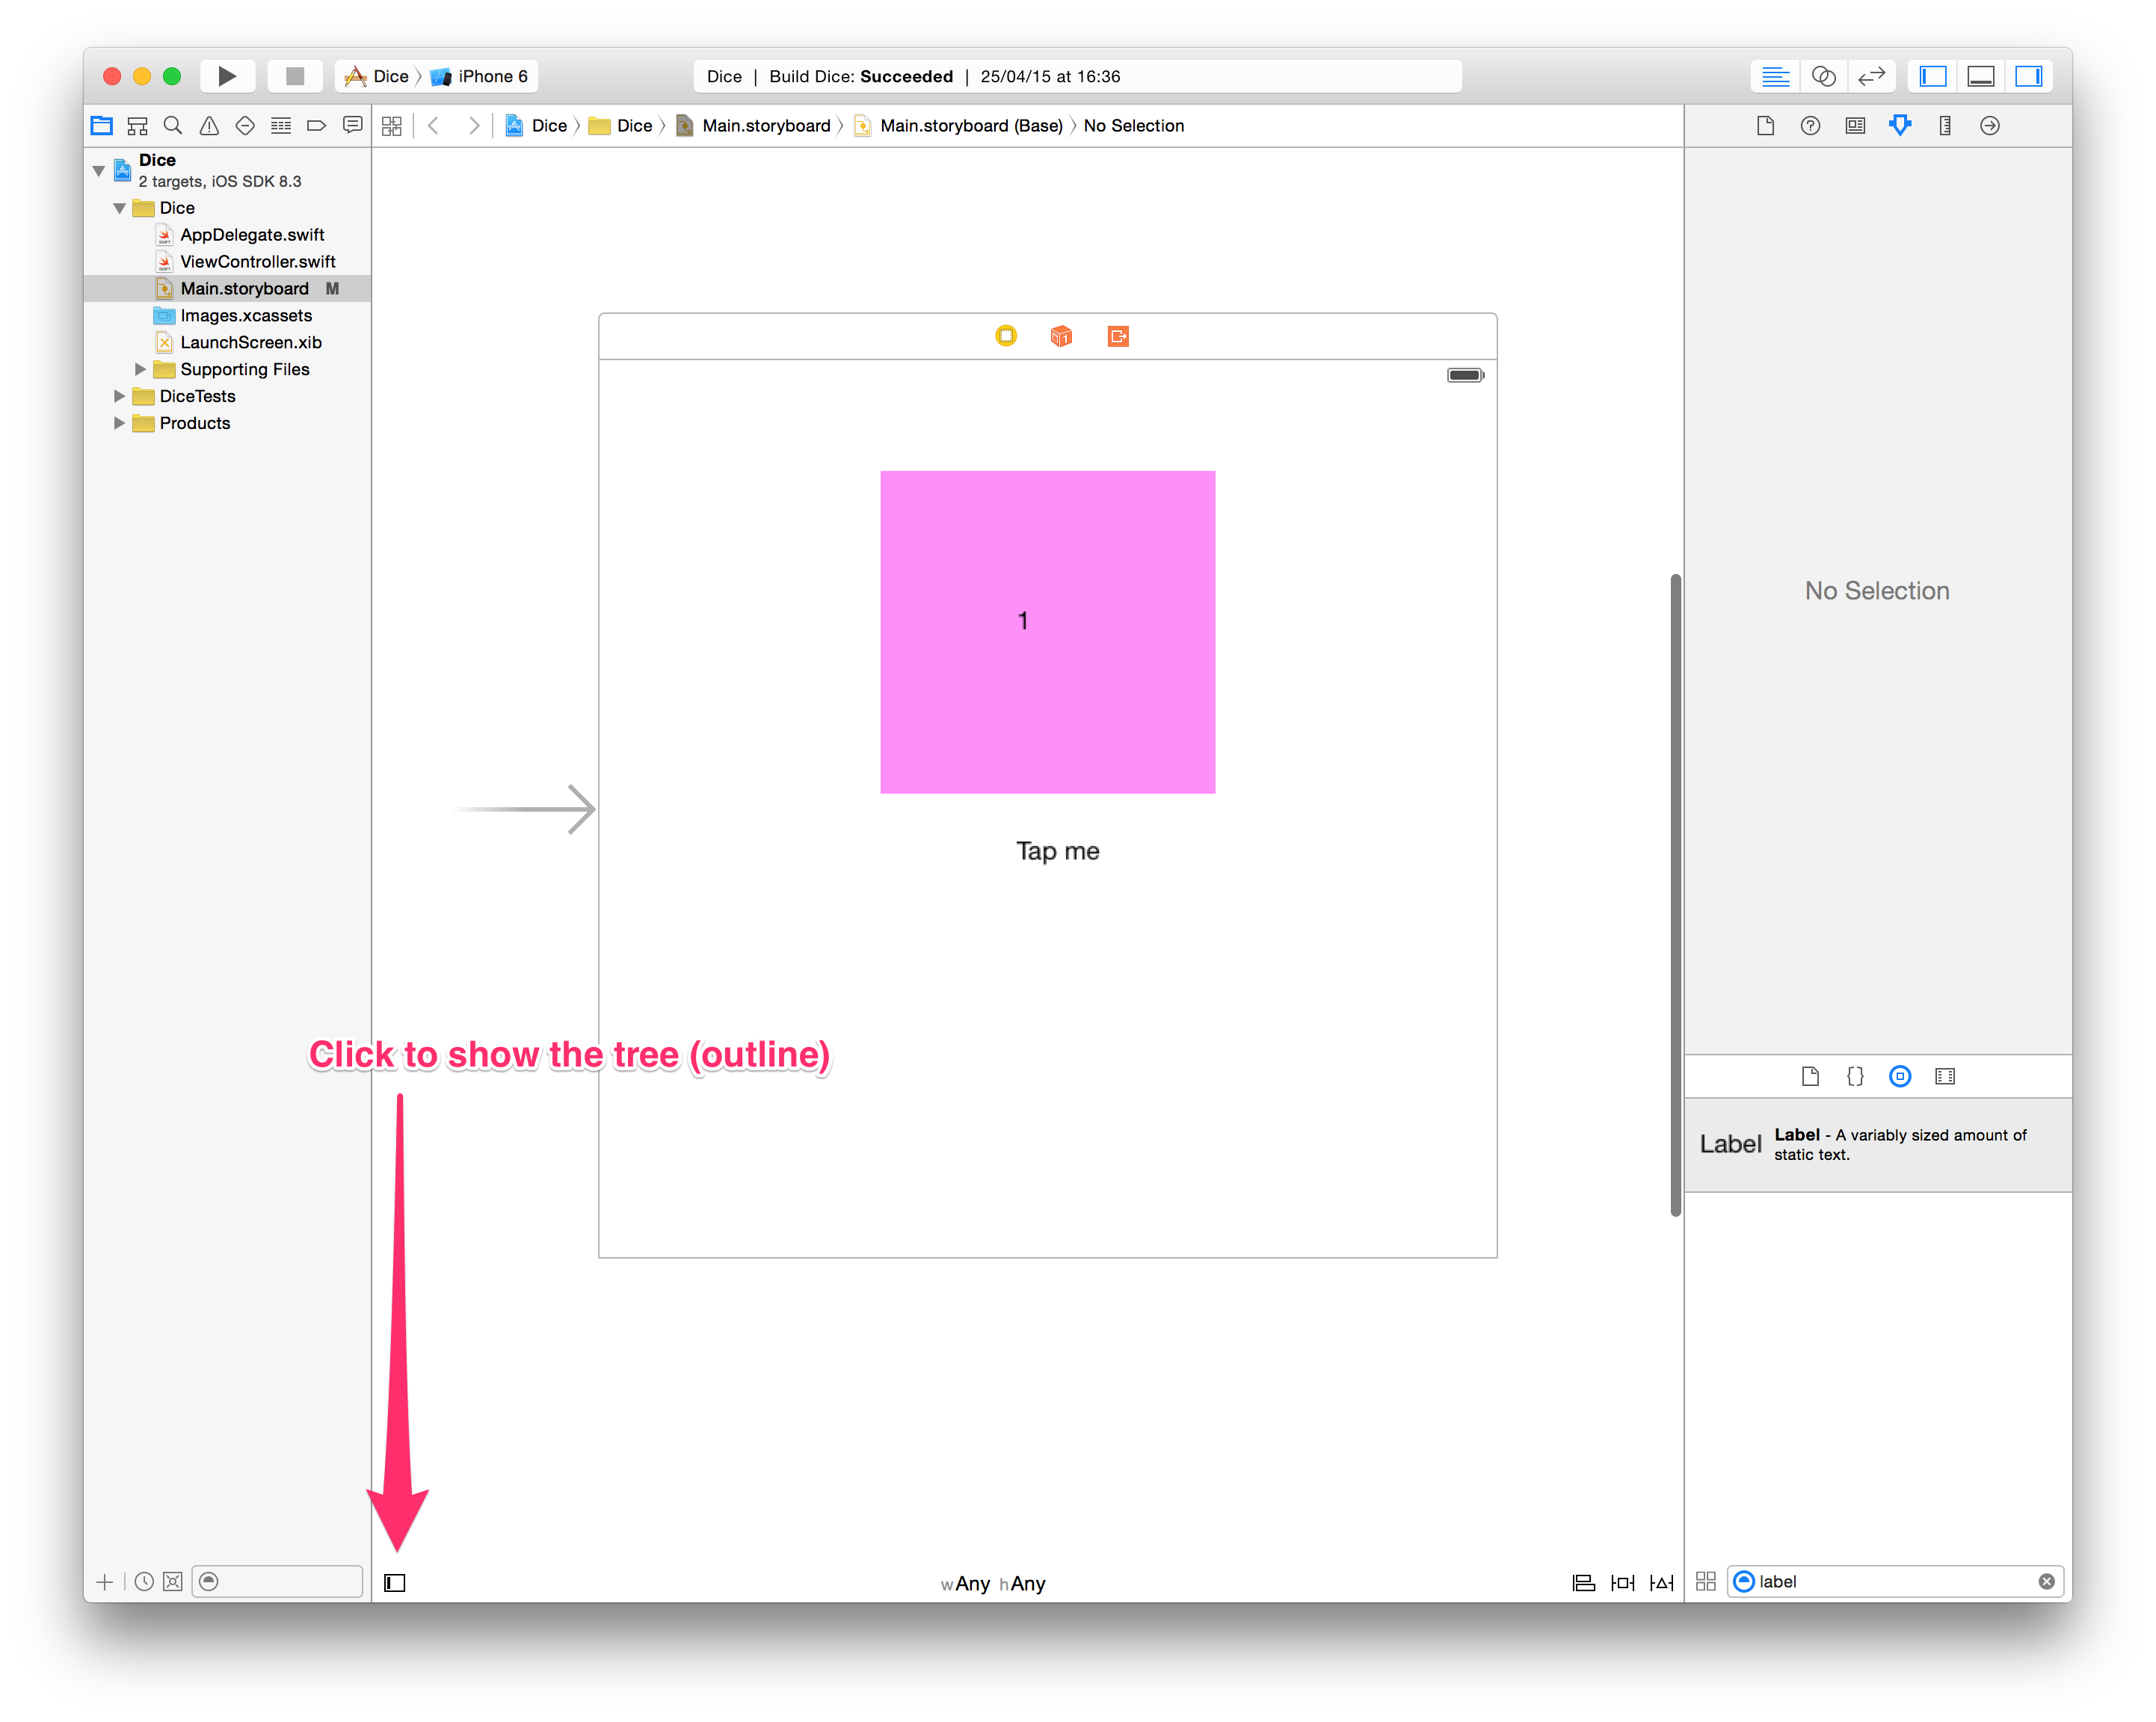 Dice 〉 iPhone 6
Dice | Build Dice: Succeeded | 25/04/15 at 16:36
Dice 〉 Dice 〉 Main.storyboard 〉 Main.storyboard (Base) 〉 No Selection
Dice
2 targets, iOS SDK 8.3
Dice
AppDelegate.swift
ViewController.swift
Main.storyboard M
Images.xcassets
LaunchScreen.xib
Supporting Files
DiceTests
Products
1
Tap me
Click to show the tree (outline)
wAny hAny
No Selection
{}
Label
Label - A variably sized amount of
static text.
label